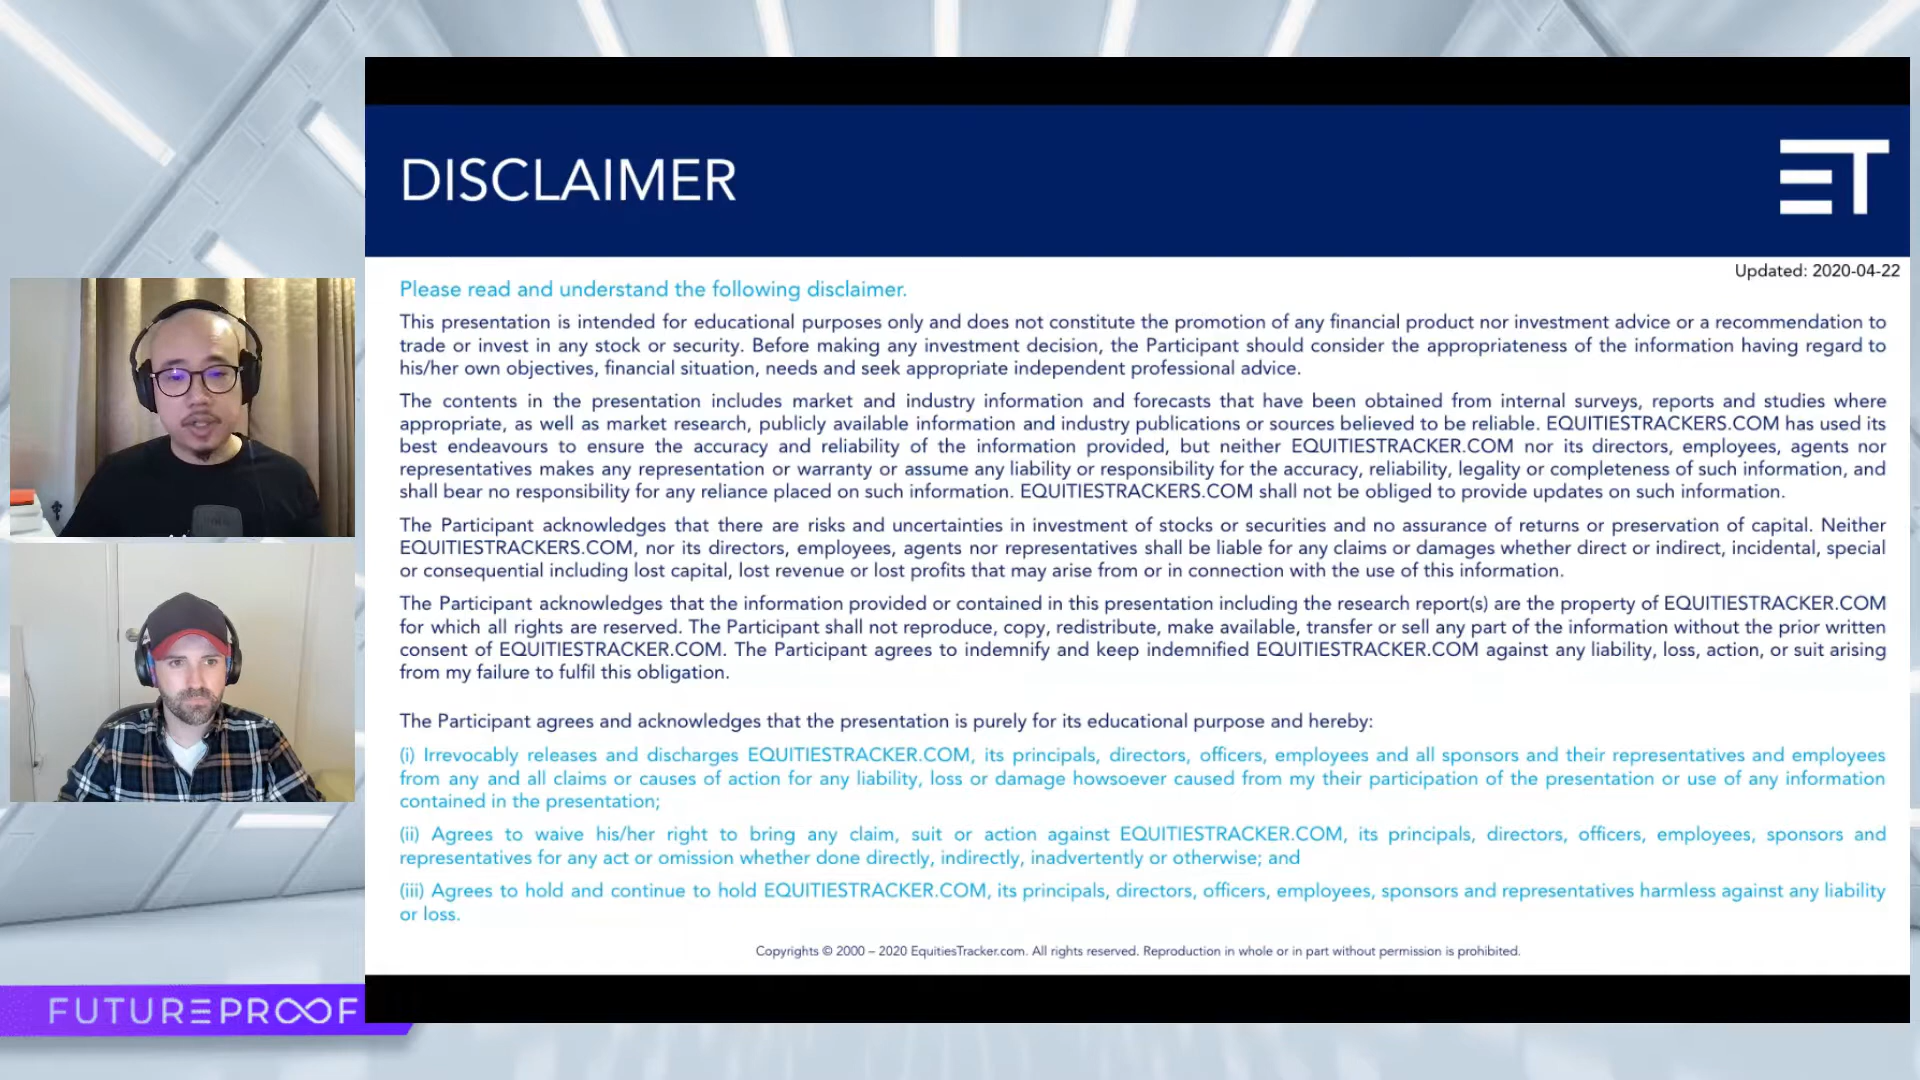 DISCLAIMER
ET
Updated: 2020-04-22
Please read and understand the following disclaimer.
This presentation is intended for educational purposes only and does not constitute the promotion of any financial product nor investment advice or a recommendation to
trade or invest in any stock or security. Before making any investment decision, the Participant should consider the appropriateness of the information having regard to
his/her own objectives, financial situation, needs and seek appropriate independent professional advice.
The contents in the presentation includes market and industry information and forecasts that have been obtained from internal surveys, reports and studies where
appropriate, as well as market research, publicly available information and industry publications or sources believed to be reliable. EQUITIESTRACKERS.COM has used its
best endeavours to ensure the accuracy and reliability of the information provided, but neither EQUITIESTRACKER.COM nor its directors, employees, agents nor
representatives makes any representation or warranty or assume any liability or responsibility for the accuracy, reliability, legality or completeness of such information, and
shall bear no responsibility for any reliance placed on such information. EQUITIESTRACKERS.COM shall not be obliged to provide updates on such information.
The Participant acknowledges that there are risks and uncertainties in investment of stocks or securities and no assurance of returns or preservation of capital. Neither
EQUITIESTRACKERS.COM, nor its directors, employees, agents nor representatives shall be liable for any claims or damages whether direct or indirect, incidental, special
or consequential including lost capital, lost revenue or lost profits that may arise from or in connection with the use of this information.
The Participant acknowledges that the information provided or contained in this presentation including the research report(s) are the property of EQUITIESTRACKER.COM
for which all rights are reserved. The Participant shall not reproduce, copy, redistribute, make available, transfer or sell any part of the information without the prior written
consent of EQUITIESTRACKER.COM. The Participant agrees to indemnify and keep indemnified EQUITIESTRACKER.COM against any liability, loss, action, or suit arising
from my failure to fulfil this obligation.
The Participant agrees and acknowledges that the presentation is purely for its educational purpose and hereby:
(i) Irrevocably releases and discharges EQUITIESTRACKER.COM, its principals, directors, officers, employees and all sponsors and their representatives and employees
from any and all claims or causes of action for any liability, loss or damage howsoever caused from my their participation of the presentation or use of any information
contained in the presentation;
(ii) Agrees to waive his/her right to bring any claim, suit or action against EQUITIESTRACKER.COM, its principals, directors, officers, employees, sponsors and
representatives for any act or omission whether done directly, indirectly, inadvertently or otherwise; and
(iii) Agrees to hold and continue to hold EQUITIESTRACKER.COM, its principals, directors, officers, employees, sponsors and representatives harmless against any liability
or loss.
Copyrights © 2000 – 2020 EquitiesTracker.com. All rights reserved. Reproduction in whole or in part without permission is prohibited.
FUTUREPROOF